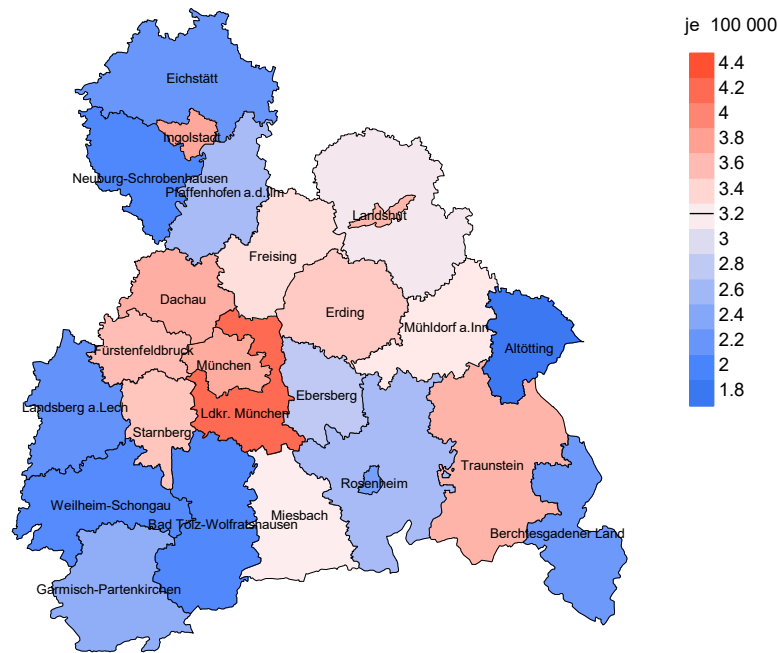 je 100 000
4.4
4.2
4
3.8
3.6
3.4
3.2
3
2.8
2.6
2.4
2.2
2
1.8
Eichstätt
Ingolstadt
Neuburg-Schrobenhausen
Pfaffenhofen a.d.Ilm
Landshut
Freising
Dachau
Erding
Mühldorf a.Inn
Altötting
Fürstenfeldbruck
München
Ebersberg
Landsberg a.Lech
Ldkr. München
Starnberg
Traunstein
Rosenheim
Weilheim-Schongau
Miesbach
Bad Tölz-Wolfratshausen
Berchtesgadener Land
Garmisch-Partenkirchen